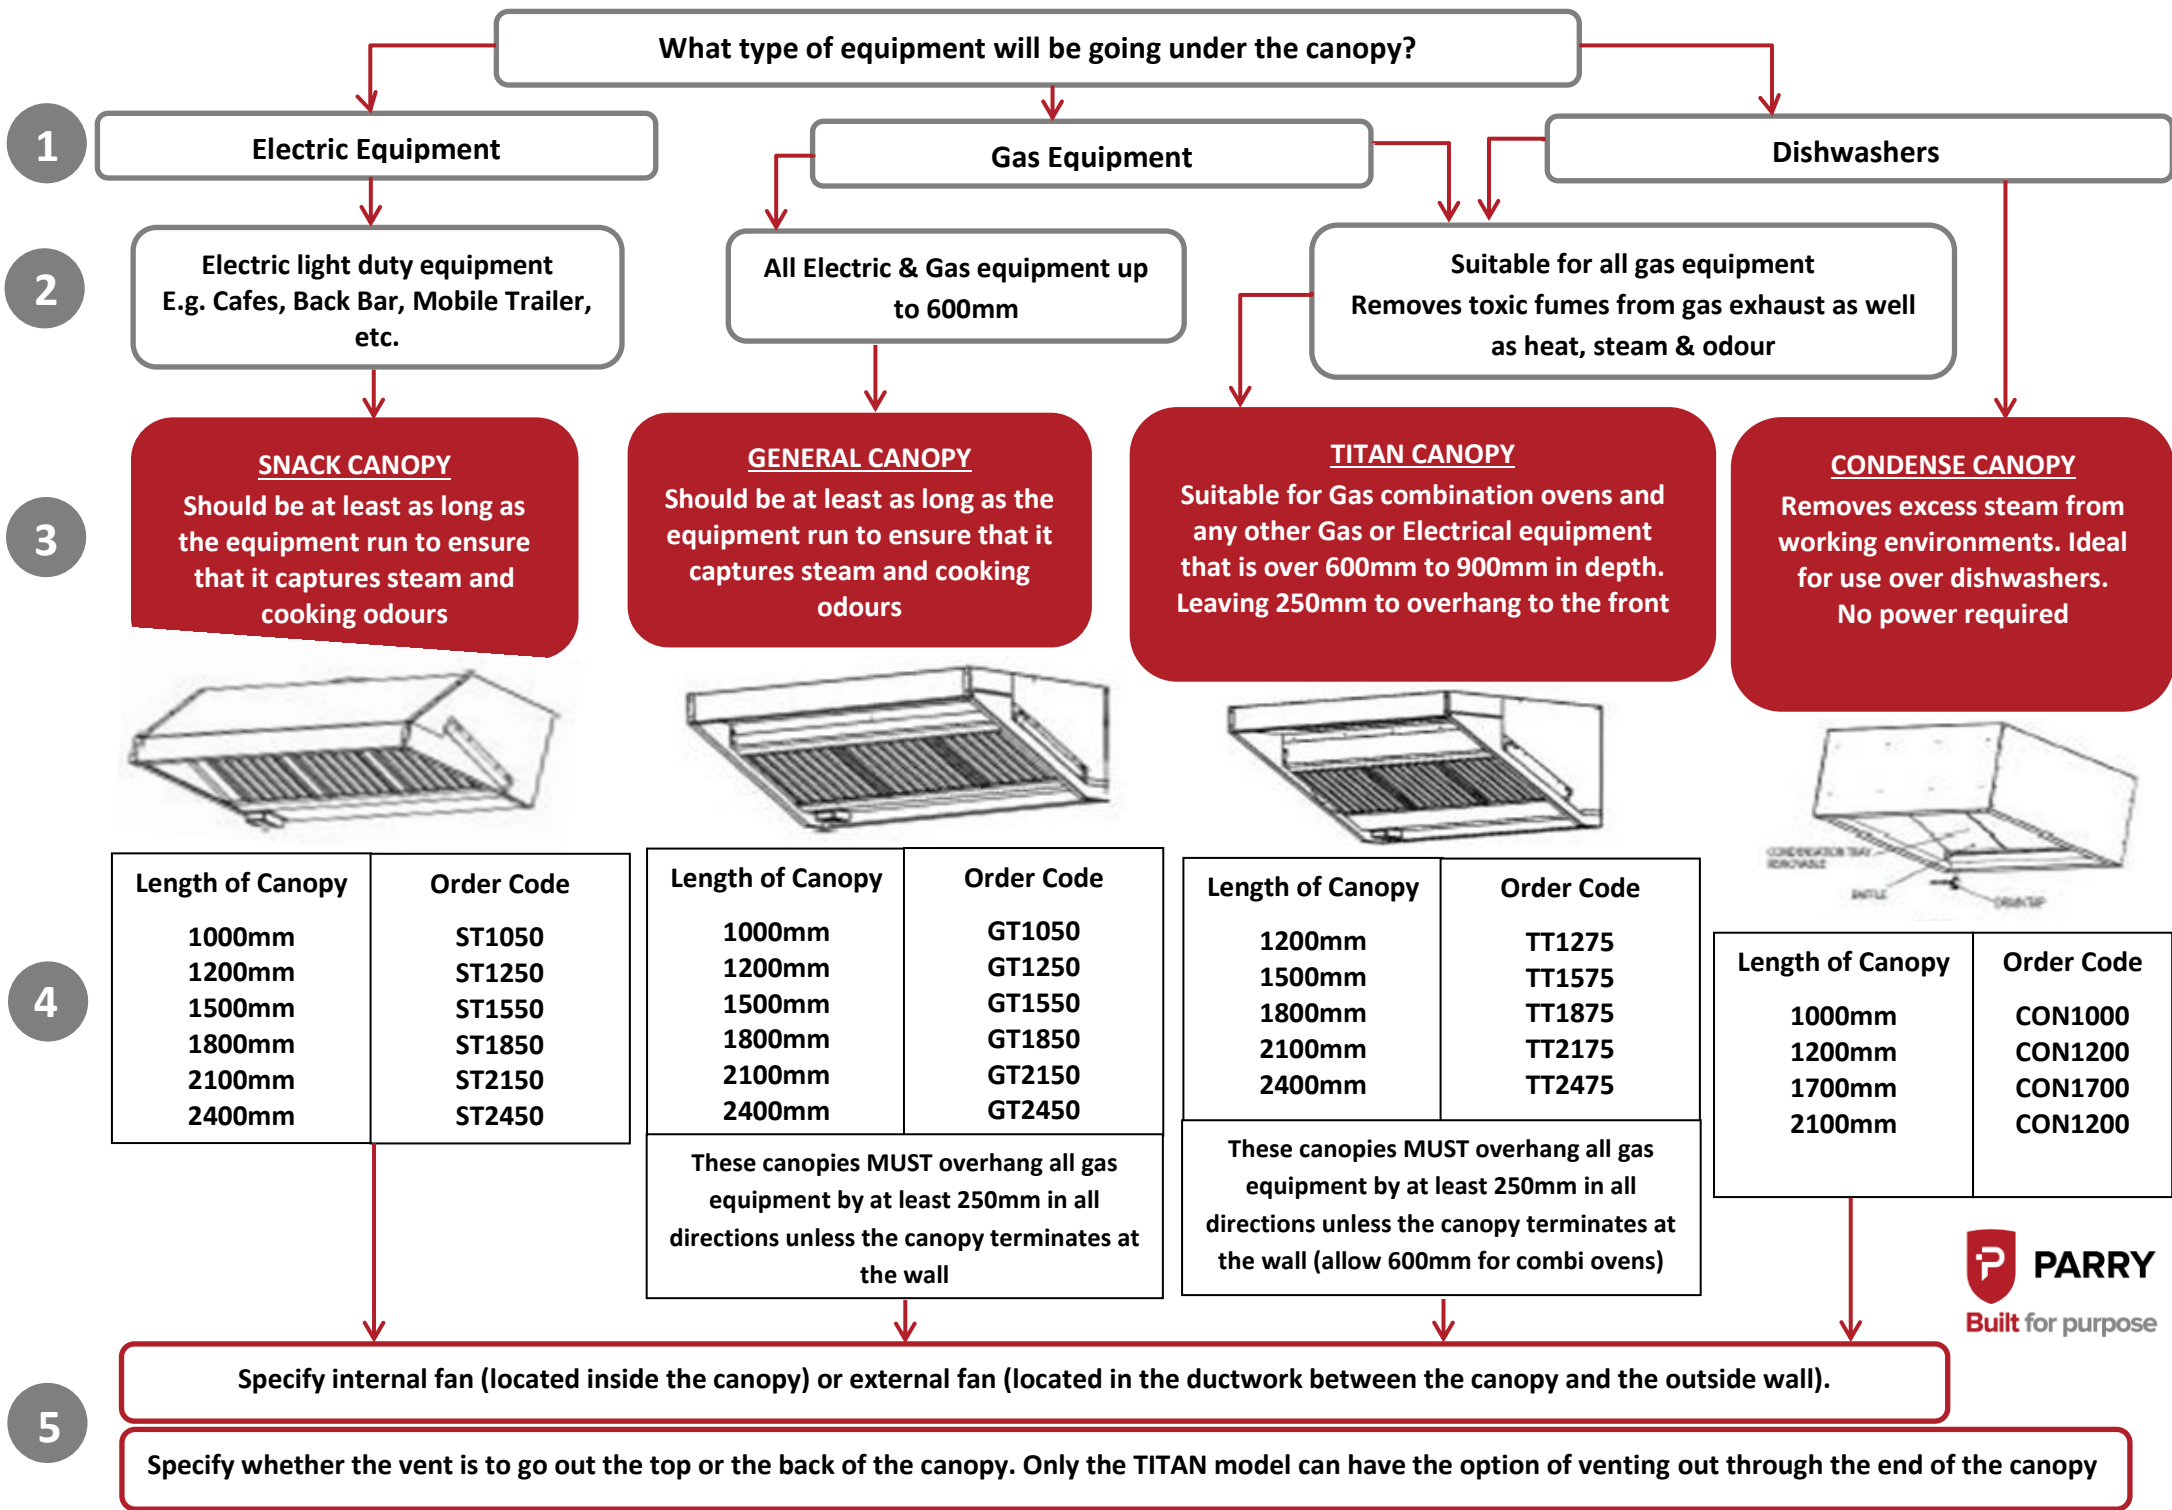 What type of equipment will be going under the canopy?
1
Electric Equipment
Gas Equipment
Dishwashers
2
Electric light duty equipment
E.g. Cafes, Back Bar, Mobile Trailer,
etc.
All Electric & Gas equipment up
to 600mm
Suitable for all gas equipment
Removes toxic fumes from gas exhaust as well
as heat, steam & odour
3
SNACK CANOPY
Should be at least as long as
the equipment run to ensure
that it captures steam and
cooking odours
GENERAL CANOPY
Should be at least as long as the
equipment run to ensure that it
captures steam and cooking
odours
TITAN CANOPY
Suitable for Gas combination ovens and
any other Gas or Electrical equipment
that is over 600mm to 900mm in depth.
Leaving 250mm to overhang to the front
CONDENSE CANOPY
Removes excess steam from
working environments. Ideal
for use over dishwashers.
No power required
CONDENSATION TRAY
REMOVABLE
BAFFLE
DRAIN TAP
4
Length of Canopy Order Code
1000mm ST1050
1200mm ST1250
1500mm ST1550
1800mm ST1850
2100mm ST2150
2400mm ST2450
Length of Canopy Order Code
1000mm GT1050
1200mm GT1250
1500mm GT1550
1800mm GT1850
2100mm GT2150
2400mm GT2450
These canopies MUST overhang all gas
equipment by at least 250mm in all
directions unless the canopy terminates at
the wall
Length of Canopy Order Code
1200mm TT1275
1500mm TT1575
1800mm TT1875
2100mm TT2175
2400mm TT2475
These canopies MUST overhang all gas
equipment by at least 250mm in all
directions unless the canopy terminates at
the wall (allow 600mm for combi ovens)
Length of Canopy Order Code
1000mm CON1000
1200mm CON1200
1700mm CON1700
2100mm CON1200
PARRY
Built for purpose
5
Specify internal fan (located inside the canopy) or external fan (located in the ductwork between the canopy and the outside wall).
Specify whether the vent is to go out the top or the back of the canopy. Only the TITAN model can have the option of venting out through the end of the canopy